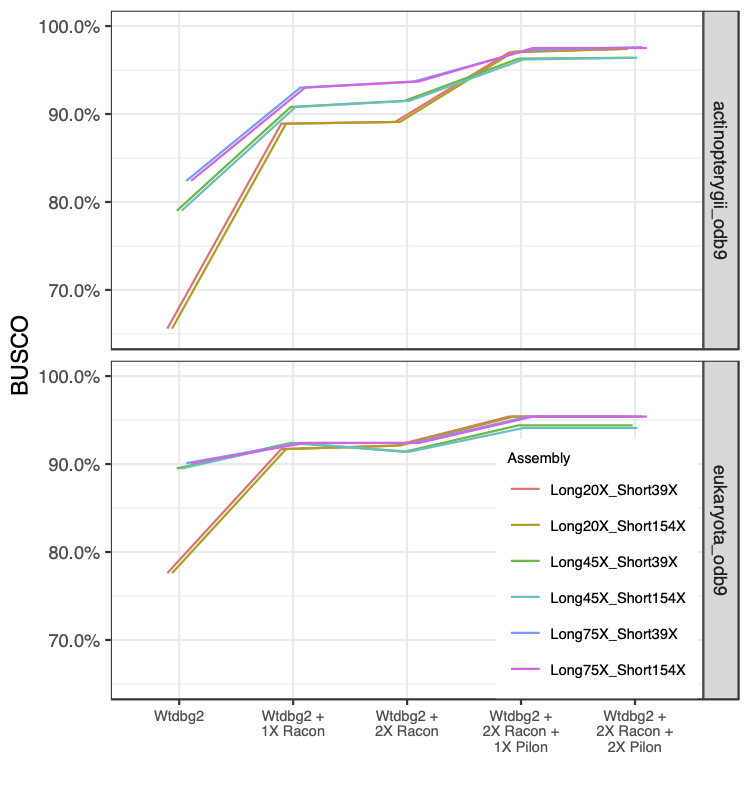 BUSCO
100.0%
90.0%
80.0%
70.0%
actinopterygii_odb9
100.0%
90.0%
80.0%
70.0%
eukaryota_odb9
Assembly
Long20X_Short39X
Long20X_Short154X
Long45X_Short39X
Long45X_Short154X
Long75X_Short39X
Long75X_Short154X
Wtdbg2
Wtdbg2 +
1X Racon
Wtdbg2 +
2X Racon
Wtdbg2 +
2X Racon +
1X Pilon
Wtdbg2 +
2X Racon +
2X Pilon